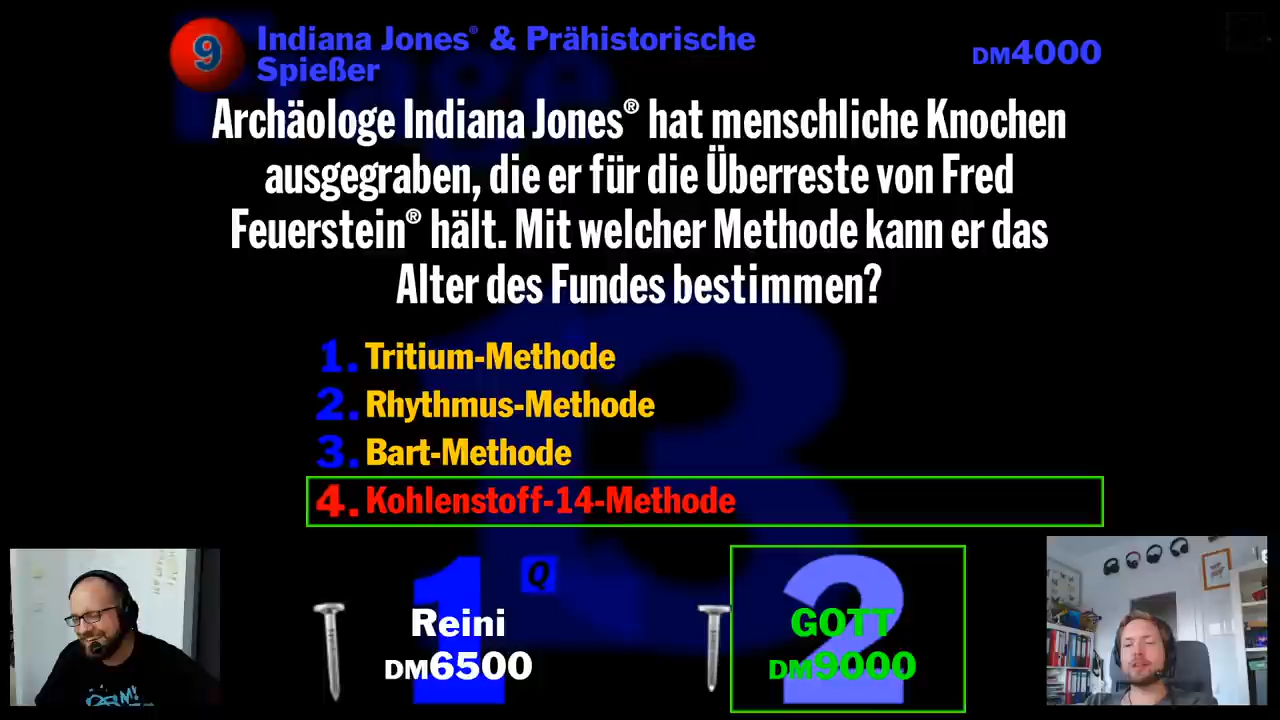 9
Indiana Jones® & Prähistorische
Spießer
DM4000
Archäologe Indiana Jones® hat menschliche Knochen
ausgegraben, die er für die Überreste von Fred
Feuerstein® hält. Mit welcher Methode kann er das
Alter des Fundes bestimmen?
1. Tritium-Methode
2. Rhythmus-Methode
3. Bart-Methode
4. Kohlenstoff-14-Methode
1
Q
Reini
DM6500
2
GOTT
DM9000